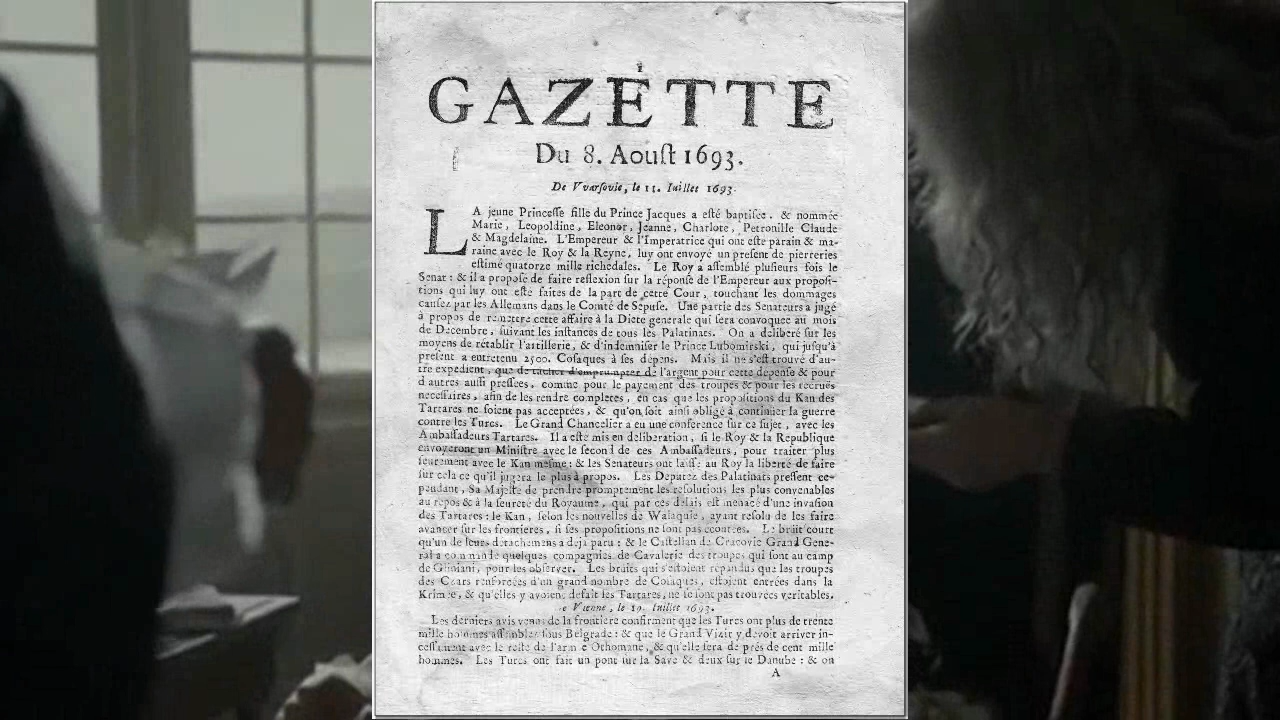 GAZETTE
Du 8. Aouſt 1693.
De Vvarſovie, le 11. Iuillet 1693.
LA jeune Princeſſe fille du Prince Jacques a eſté baptiſée, & nommée
Marie, Leopoldine, Eleonor, Jeanne, Charlote, Petronille Claude
& Magdelaine. L'Empereur & l'Imperatrice qui ont eſté parain & ma-
raine avec le Roy & la Reyne, luy ont envoyé un preſent de pierreries
eſtimé quatorze mille richedales. Le Roy a aſſemblé pluſieurs fois le
Senat : & il a propoſé de faire reflexion ſur la réponſe de l'Empereur aux propoſi-
tions qui luy ont eſté faites de la part de cette Cour, touchant les dommages
cauſez par les Allemans dans le Comté de Sepuſe. Une partie des Senateurs a jugé
à propos de remettre cette affaire à la Diete generale qui ſera convoquée au mois
de Decembre, ſuivant les inſtances de tous les Palatinats. On a deliberé ſur les
moyens de rétablir l'artillerie, & d'indemniſer le Prince Lubomirski, qui juſqu'à
preſent a entretenu 2500. Coſaques à ſes dépens. Mais il ne s'eſt trouvé d'au-
tre expedient, que de tacher d'emprumpter de l'argent pour cette dépenſe & pour
d'autres auſſi preſſées, comme pour le payement des troupes & pour les recrues
neceſſaires, afin de les rendre completes, en cas que les propoſitions du Kan des
Tartares ne ſoient pas acceptées, & qu'on ſoit ainſi obligé à continuer la guerre
contre les Turcs. Le Grand Chancelier a eu une conference ſur ce ſujet, avec les
Ambaſſadeurs Tartares. Il a eſté mis en deliberation, ſi le Roy & la Republique
envoyeront un Miniſtre avec le ſecond de ces Ambaſſadeurs, pour traiter plus
ſeurement avec le Kan meſme : & les Senateurs ont laiſſé au Roy la liberté de faire
ſur cela ce qu'il jugera le plus à propos. Les Deputez des Palatinats preſſent ce-
pendant, Sa Majeſté de prendre promptement les reſolutions les plus convenables
au repos & à la ſeureté du Royaume, qui par ces délais eſt menacé d'une invaſion
des Tartares : le Kan, ſelon les nouvelles de Walaquie, ayant reſolu de les faire
avancer ſur les frontieres, ſi ſes propoſitions ne ſont pas écoutées. Le bruit court
qu'un de leurs détachemens a déja paru : & le Caſtellan de Cracovie Grand Gene-
ral a commandé quelques compagnies de Cavalerie des troupes qui ſont au camp
de Gliniani, pour les obſerver. Les bruits qui s'eſtoient répandus que les troupes
des Czars renforcées d'un grand nombre de Coſaques, eſtoient entrées dans la
Krimée, & qu'elles y avoient défait les Tartares, ne ſe ſont pas trouvées veritables.
e Vienne, le 19. Iuillet 1693.
Les derniers avis venus de la frontiere confirment que les Turcs ont plus de trente
mille hommes aſſemblez ſous Belgrade : & que le Grand Vizir y devoit arriver in-
ceſſament avec le reſte de l'armée Othomane, & qu'elle ſera de prés de cent mille
hommes. Les Turcs ont fait un pont ſur la Save & deux ſur le Danube : & on
A